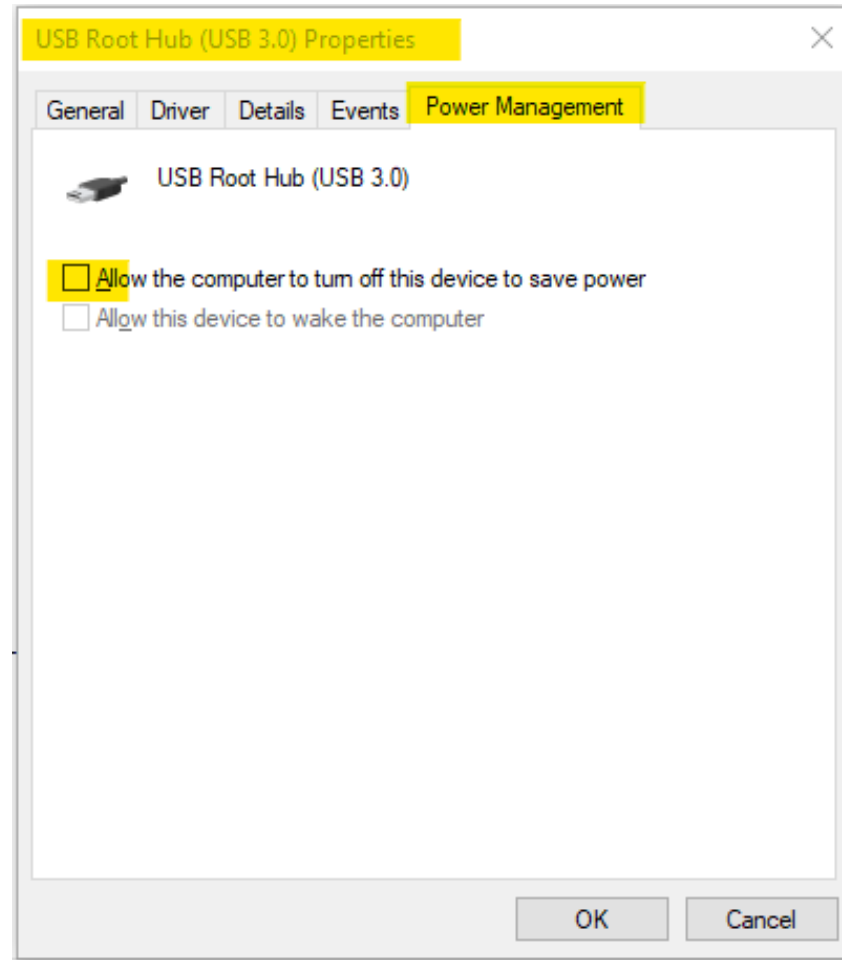 USB Root Hub (USB 3.0) Properties
General Driver Details Events Power Management
USB Root Hub (USB 3.0)
Allow the computer to turn off this device to save power
Allow this device to wake the computer
OK Cancel